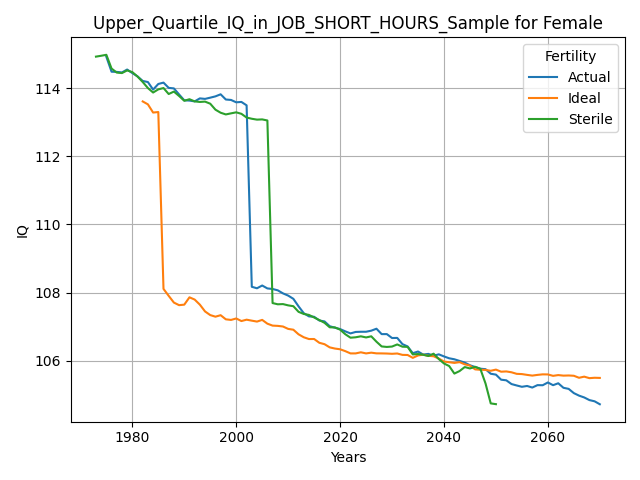 Upper_Quartile_IQ_in_JOB_SHORT_HOURS_Sample for Female
Fertility
Actual
Ideal
Sterile
IQ
114
112
110
108
106
1980
2000
2020
2040
2060
Years